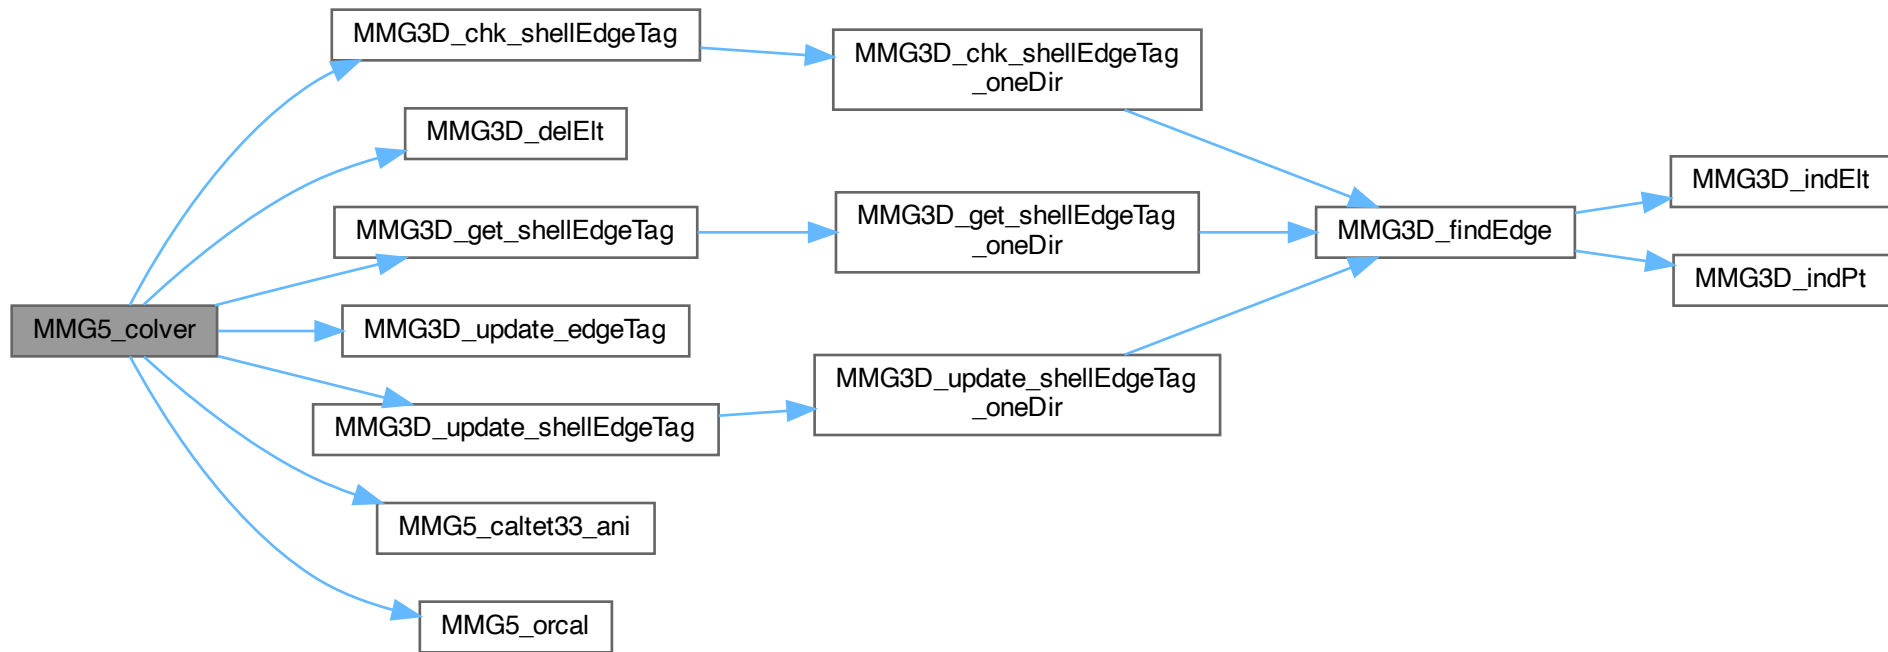 MMG3D_chk_shellEdgeTag
MMG3D_chk_shellEdgeTag
_oneDir
MMG3D_delElt
MMG3D_indElt
MMG3D_get_shellEdgeTag
MMG3D_get_shellEdgeTag
_oneDir
MMG3D_findEdge
MMG3D_indPt
MMG5_colver
MMG3D_update_edgeTag
MMG3D_update_shellEdgeTag
_oneDir
MMG3D_update_shellEdgeTag
MMG5_caltet33_ani
MMG5_orcal